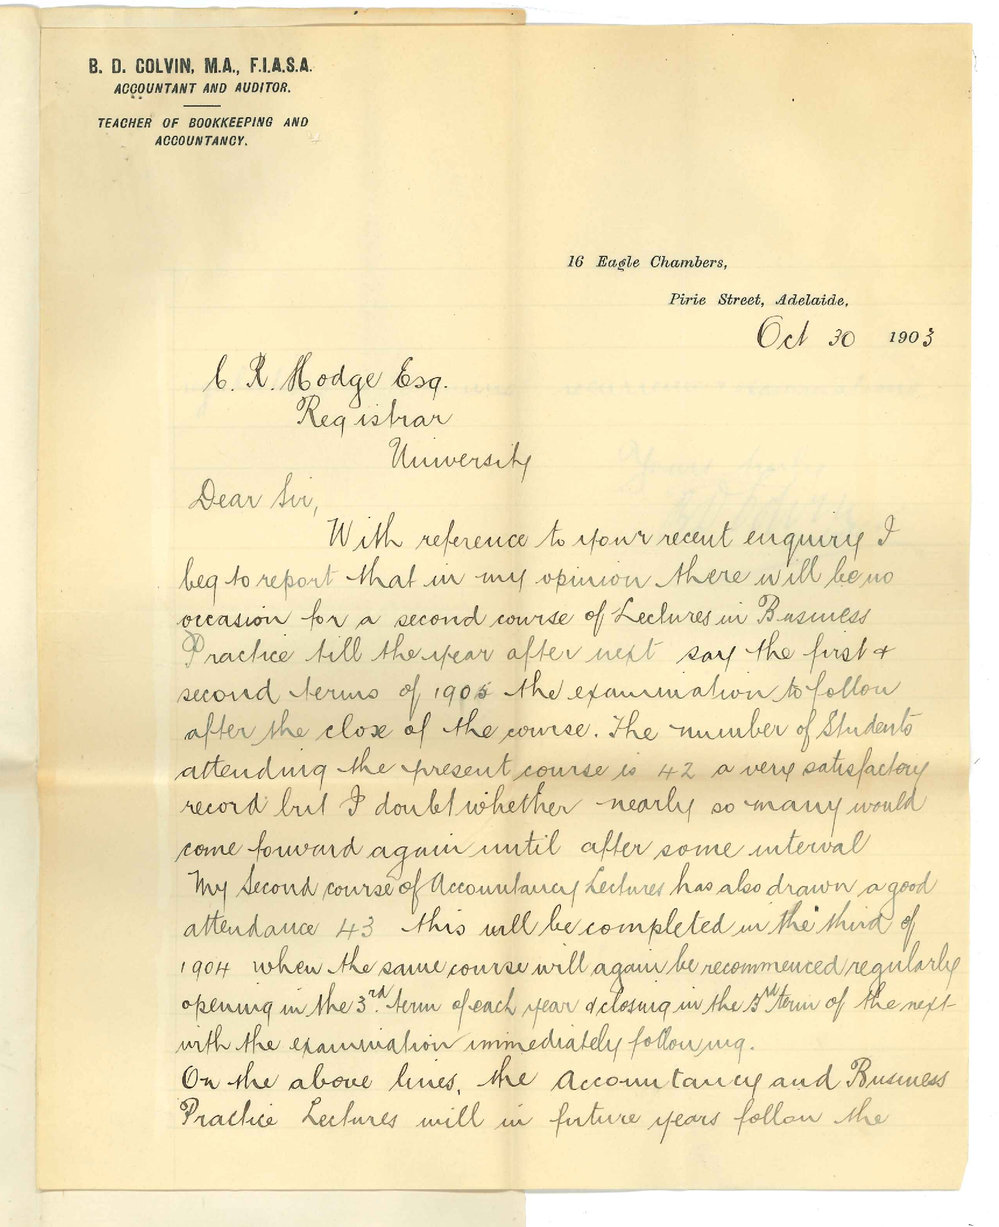 B. D. COLVIN, M.A., F.I.A.S.A.
ACCOUNTANT AND AUDITOR.
TEACHER OF BOOKKEEPING AND
ACCOUNTANCY.
16 Eagle Chambers,
Pirie Street, Adelaide,
Oct 30 1903
C. R. Hodge Esq.
Registrar
University
Dear Sir,
With reference to your recent enquiry I
beg to report that in my opinion there will be no
occasion for a second course of Lectures in Business
Practice till the year after next say the first &
second terms of 1905 the examination to follow
after the close of the course. The number of Students
attending the present course is 42 a very satisfactory
record but I doubt whether nearly so many would
come forward again until after some interval
My Second course of Accountancy Lectures has also drawn a good
attendance 43 this will be completed in the third of
1904 when the same course will again be recommenced regularly
opening in the 3rd term of each year & closing in the 3rd term of the next
with the examination immediately following.
On the above lines, the Accountancy and Business
Practice Lectures will in future years follow the